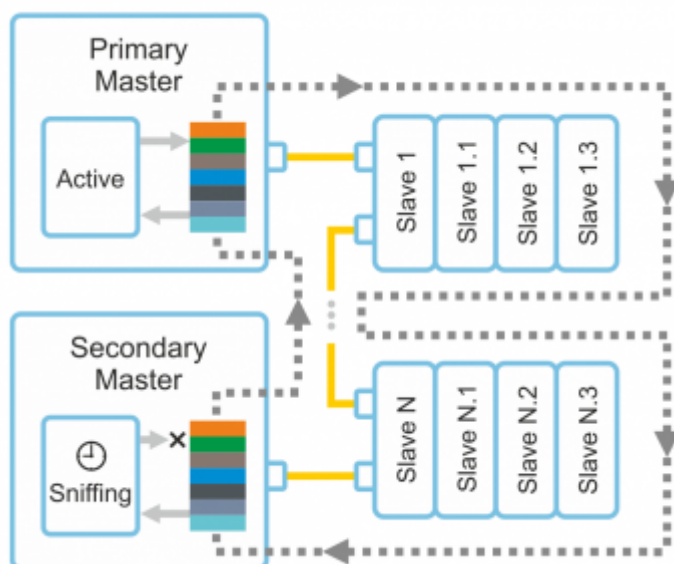 Primary
Master
Active
Slave 1
Slave 1.1
Slave 1.2
Slave 1.3
Secondary
Master
Sniffing
Slave N
Slave N.1
Slave N.2
Slave N.3